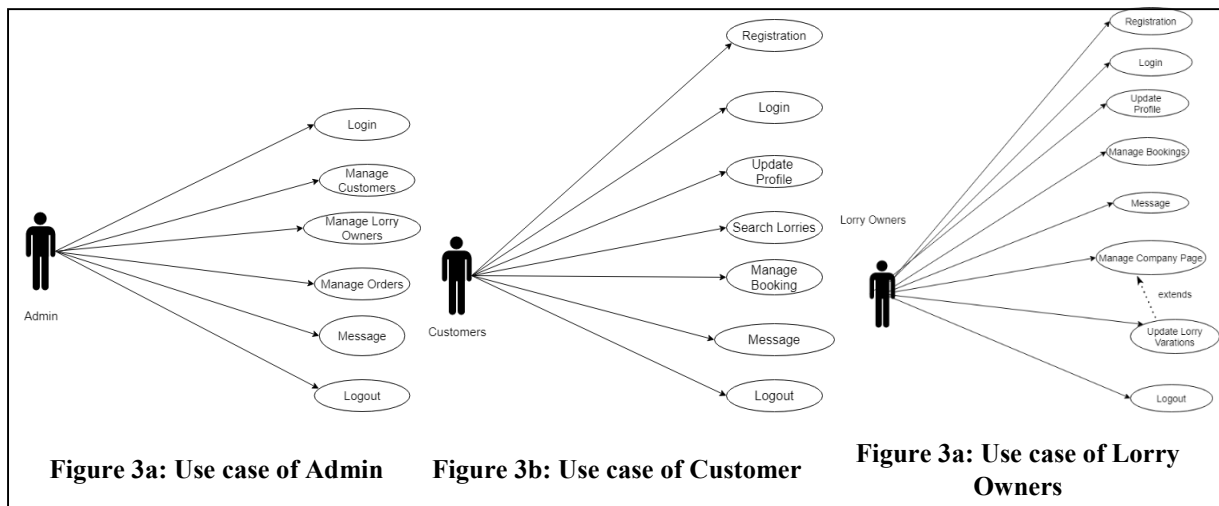 Login
Manage
Customers
Manage Lorry
Owners
Manage Orders
Message
Logout
Admin
Figure 3a: Use case of Admin
Registration
Login
Update
Profile
Search Lorries
Manage
Booking
Message
Logout
Customers
Figure 3b: Use case of Customer
Registration
Login
Update
Profile
Manage Bookings
Message
Lorry Owners
Manage Company Page
extends
Update Lorry
Varations
Logout
Figure 3a: Use case of Lorry
Owners